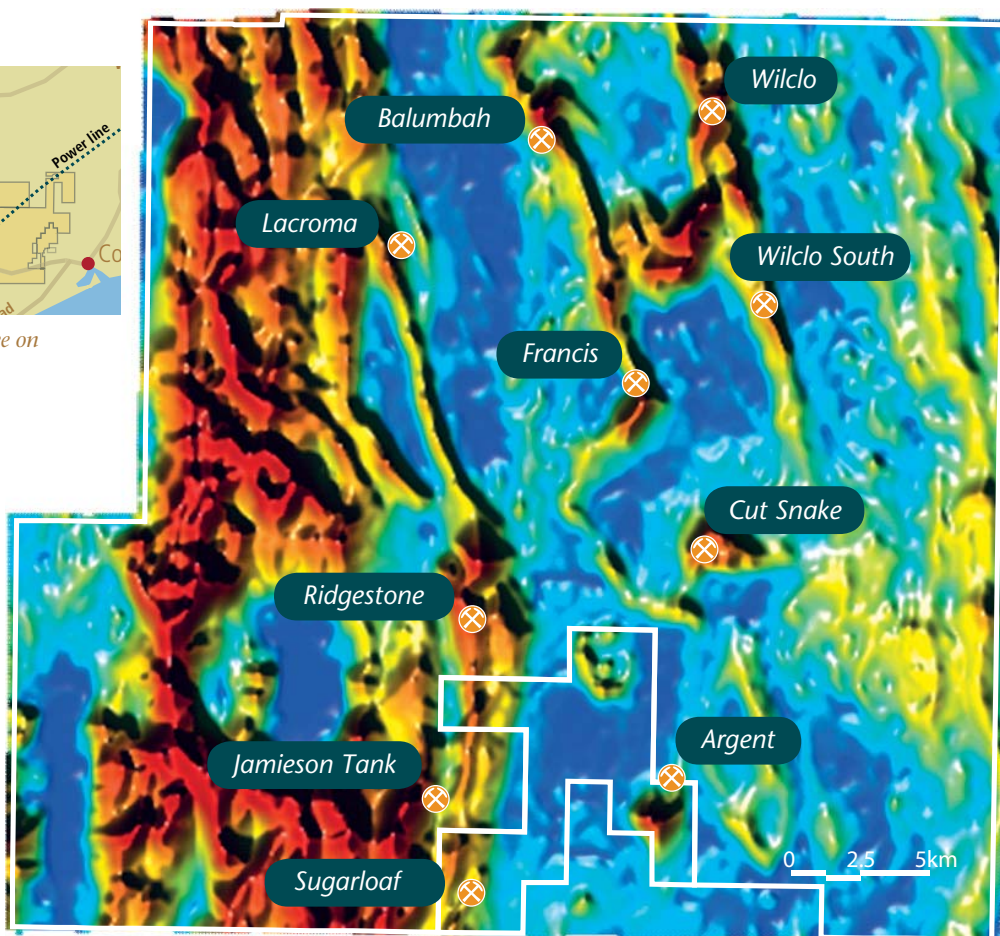 Power line
Co
ad
e on
Wilclo
Balumbah
Lacroma
Wilclo South
Francis
Cut Snake
Ridgestone
Argent
Jamieson Tank
Sugarloaf
0 2.5 5km